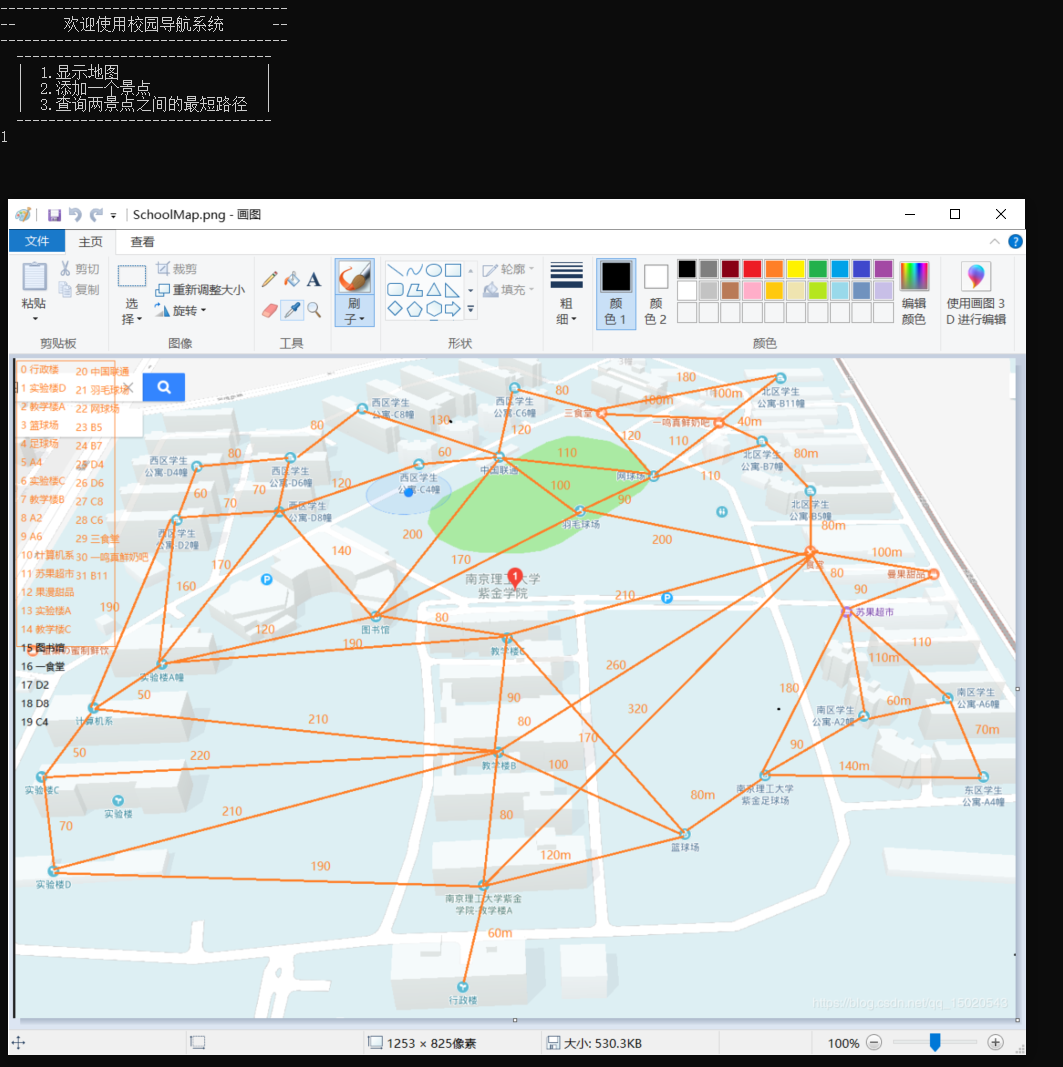 -- 欢迎使用校园导航系统 --
1.显示地图
2.添加一个景点
3.查询两景点之间的最短路径
1
SchoolMap.png - 画图
文件 主页 查看
粘贴
剪切
复制
剪贴板
选择
裁剪
重新调整大小
旋转
图像
A
工具
刷子
形状
轮廓
填充
粗细
颜色 1
颜色 2
颜色
编辑颜色
使用画图 3D 进行编辑
0 行政楼
1 实验楼D
2 教学楼A
3 篮球场
4 足球场
5 A4
6 实验楼C
7 教学楼B
8 A2
9 A6
10 计算机系
11 苏果超市
12 果漫甜品
13 实验楼A
14 教学楼C
15 图书馆
16 一食堂
17 D2
18 D8
19 C4
20 中国联通
21 羽毛球场
22 网球场
23 B5
24 B7
25 D4
26 D6
27 C8
28 C6
29 三食堂
30 一鸣真鲜奶吧
31 B11
西区学生
公寓-C8幢
西区学生
公寓-C6幢
80
三食堂
180
100m
北区学生
公寓-B11幢
一鸣真鲜奶吧
40m
80
130
120
120
110
80
60
中国联通
110
网球场
110
北区学生
公寓-B7幢
80m
西区学生
公寓-D4幢
西区学生
公寓-D6幢
西区学生
公寓-C4幢
60
70
70
120
100
90
北区学生
公寓-B5幢
西区学生
公寓-D8幢
西区学生
公寓-D2幢
200
羽毛球场
200
80m
140
170
170
160
100m
80
曼果甜品
90
南京理工大学
紫金学院
1
P
P
210
190
120
图书馆
80
苏果超市
190
教学楼C
110
110m
260
实验楼A幢
50
90
180
60m
南区学生
公寓-A6幢
南区学生
公寓-A2幢
计算机系
210
80
320
170
70m
50
220
教学楼B
100
90
140m
实验楼C
实验楼
南京理工大学
紫金足球场
东区学生
公寓-A4幢
80m
210
80
70
篮球场
120m
190
实验楼D
南京理工大学紫金
学院-教学楼A
60m
行政楼
https://blog.csdn.net/qq_15020543
1253 × 825像素
大小: 530.3KB
100%